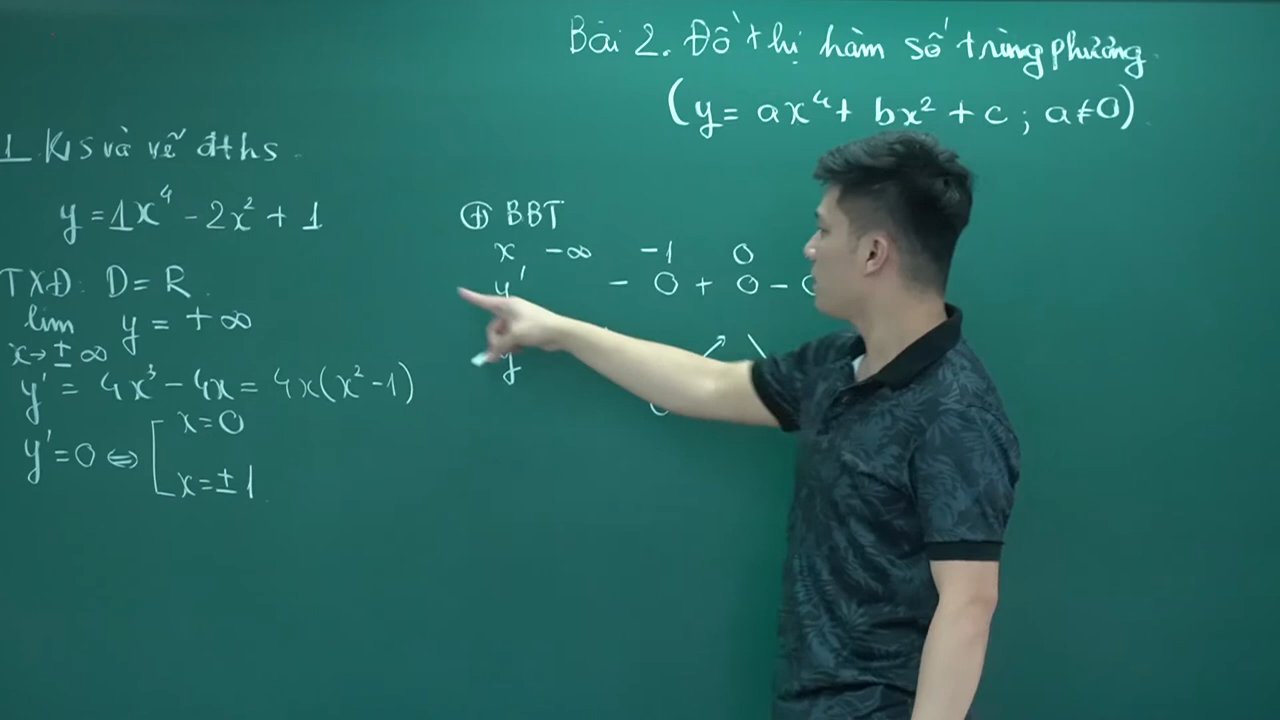 Bài 2. Đồ thị hàm số trùng phương
(y = ax⁴ + bx² + c ; a ≠ 0)
1 KS và vẽ đths
y = 1x⁴ - 2x² + 1
TXĐ: D = R.
lim y = +∞
x → ±∞
y' = 4x³ - 4x = 4x(x² - 1)
y' = 0 ⇔ [ x = 0
x = ± 1
⊕ BBT
x -∞ -1 0
y' - 0 + 0 - 0
y
0